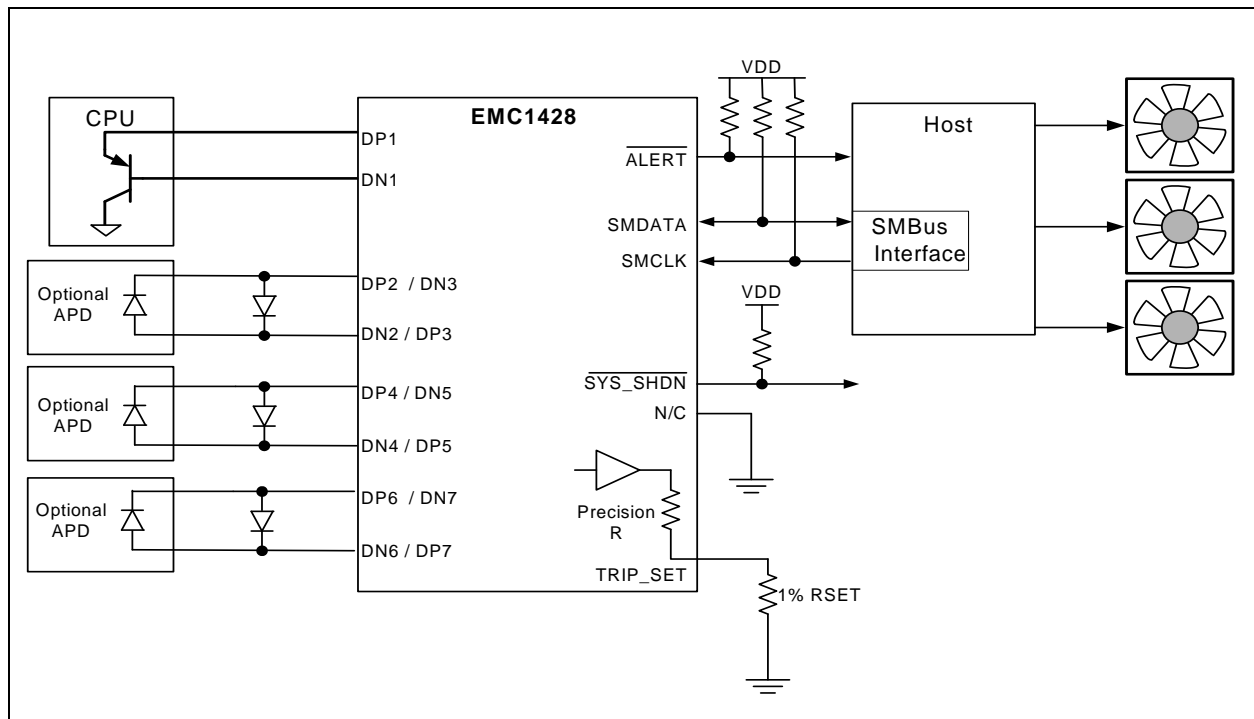 CPU
EMC1428
DP1
DN1
ALERT
SMDATA
SMCLK
VDD
Host
SMBus
Interface
Optional
APD
DP2 / DN3
DN2 / DP3
VDD
SYS_SHDN
N/C
Optional
APD
DP4 / DN5
DN4 / DP5
Optional
APD
DP6 / DN7
DN6 / DP7
Precision
R
TRIP_SET
1% RSET